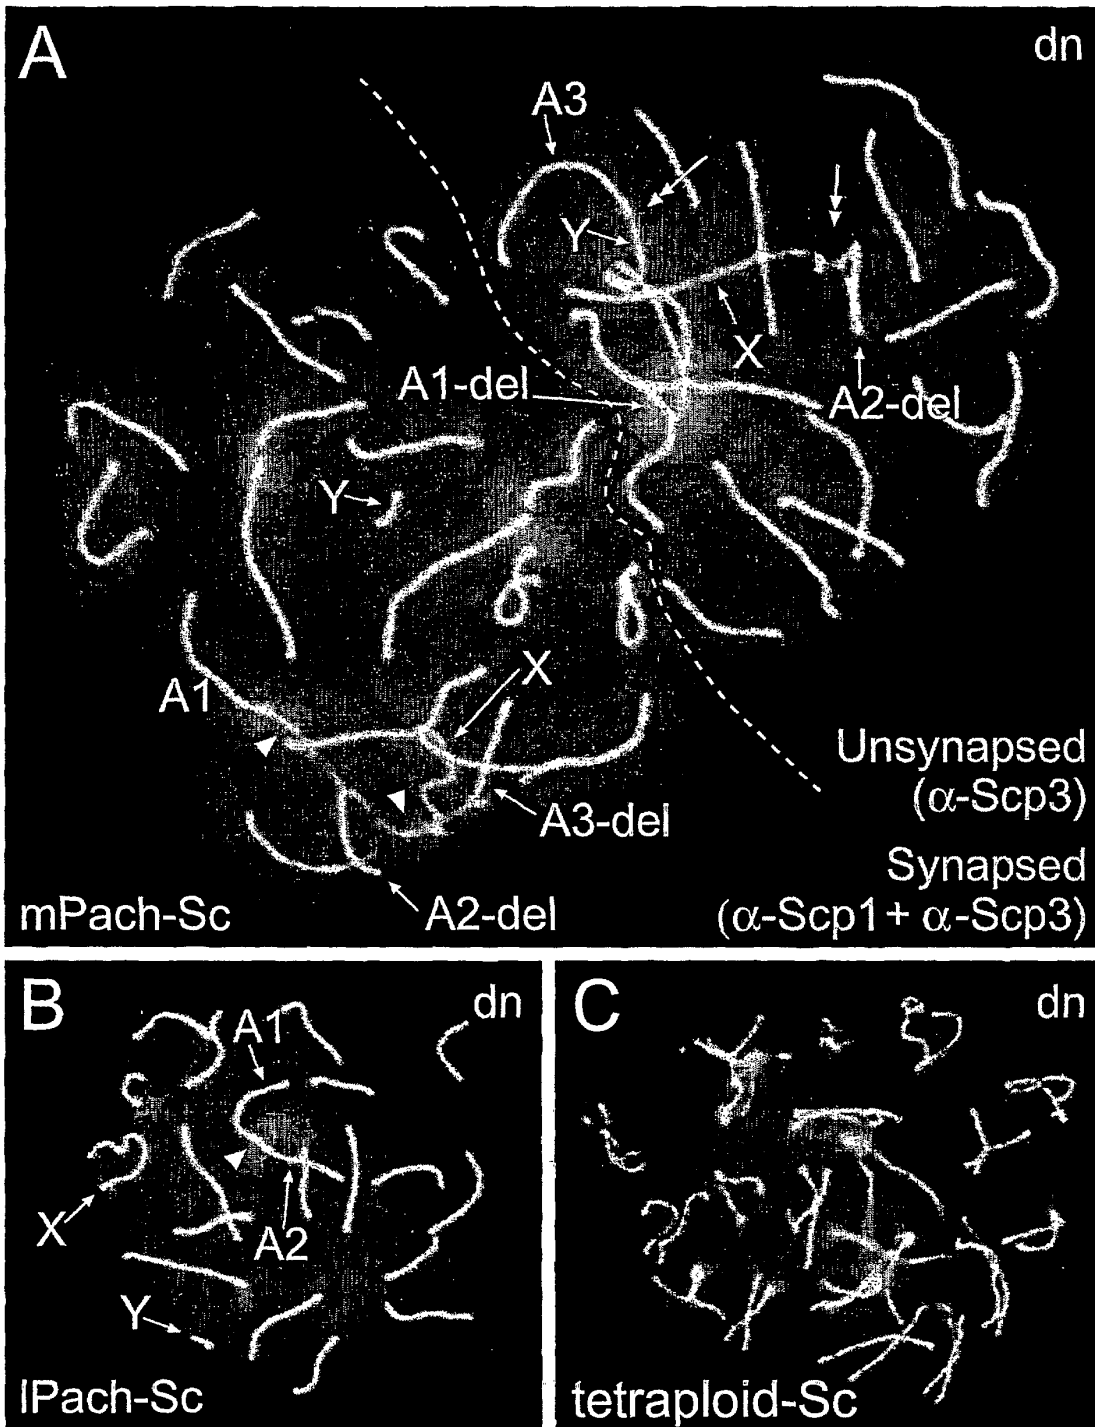 A
dn
A3
Y
X
A1-del
A2-del
Y
X
A1
A3-del
A2-del
mPach-Sc
Unsynapsed
(α-Scp3)
Synapsed
(α-Scp1+ α-Scp3)
B
dn
A1
X
A2
Y
lPach-Sc
C
dn
tetraploid-Sc